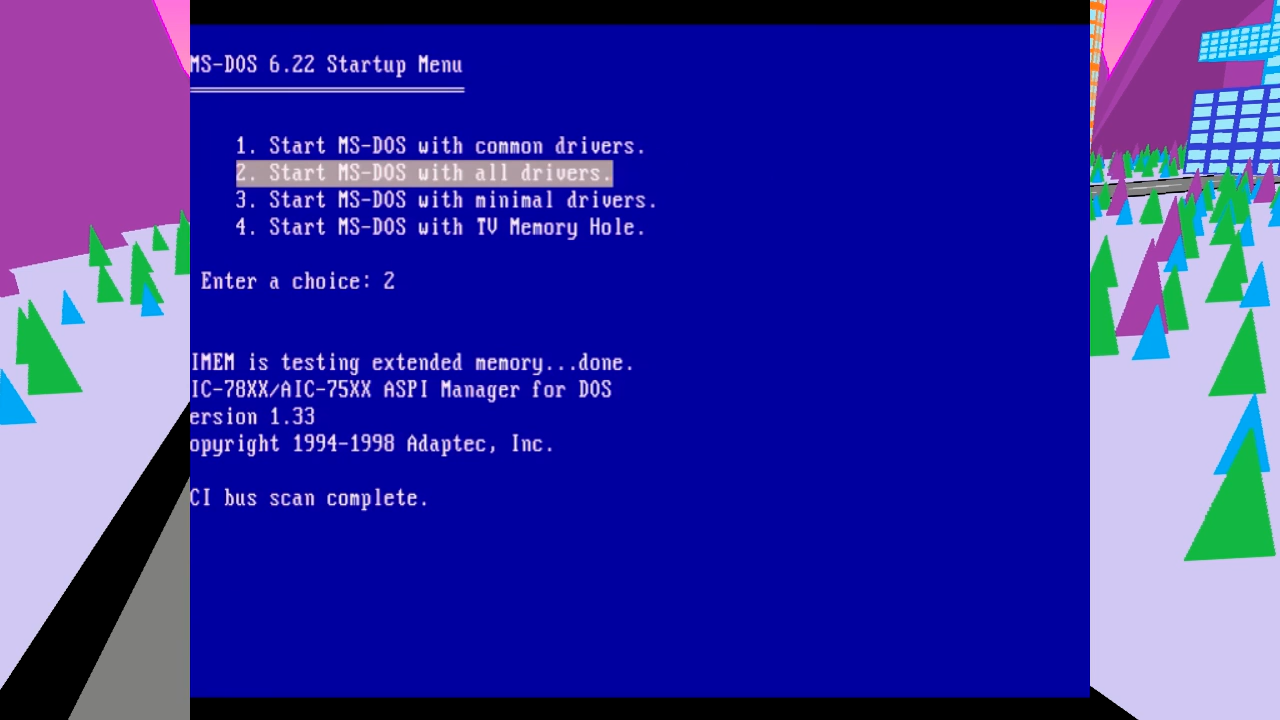 MS-DOS 6.22 Startup Menu
1. Start MS-DOS with common drivers.
2. Start MS-DOS with all drivers.
3. Start MS-DOS with minimal drivers.
4. Start MS-DOS with TV Memory Hole.
Enter a choice: 2
IMEM is testing extended memory...done.
IC-78XX/AIC-75XX ASPI Manager for DOS
ersion 1.33
opyright 1994-1998 Adaptec, Inc.
CI bus scan complete.